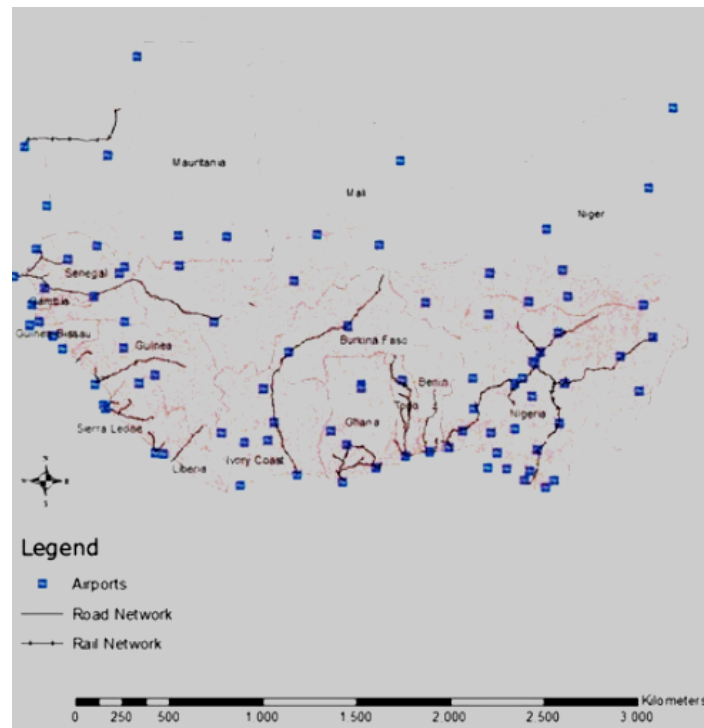 Mauritania
Mali
Niger
Senegal
Gambia
Guinea Bissau
Guinea
Burkina Faso
Benin
Togo
Ghana
Nigeria
Sierra Leone
Liberia
Ivory Coast
Legend
Airports
Road Network
Rail Network
Kilometers
0 250 500 1 000 1 500 2 000 2 500 3 000